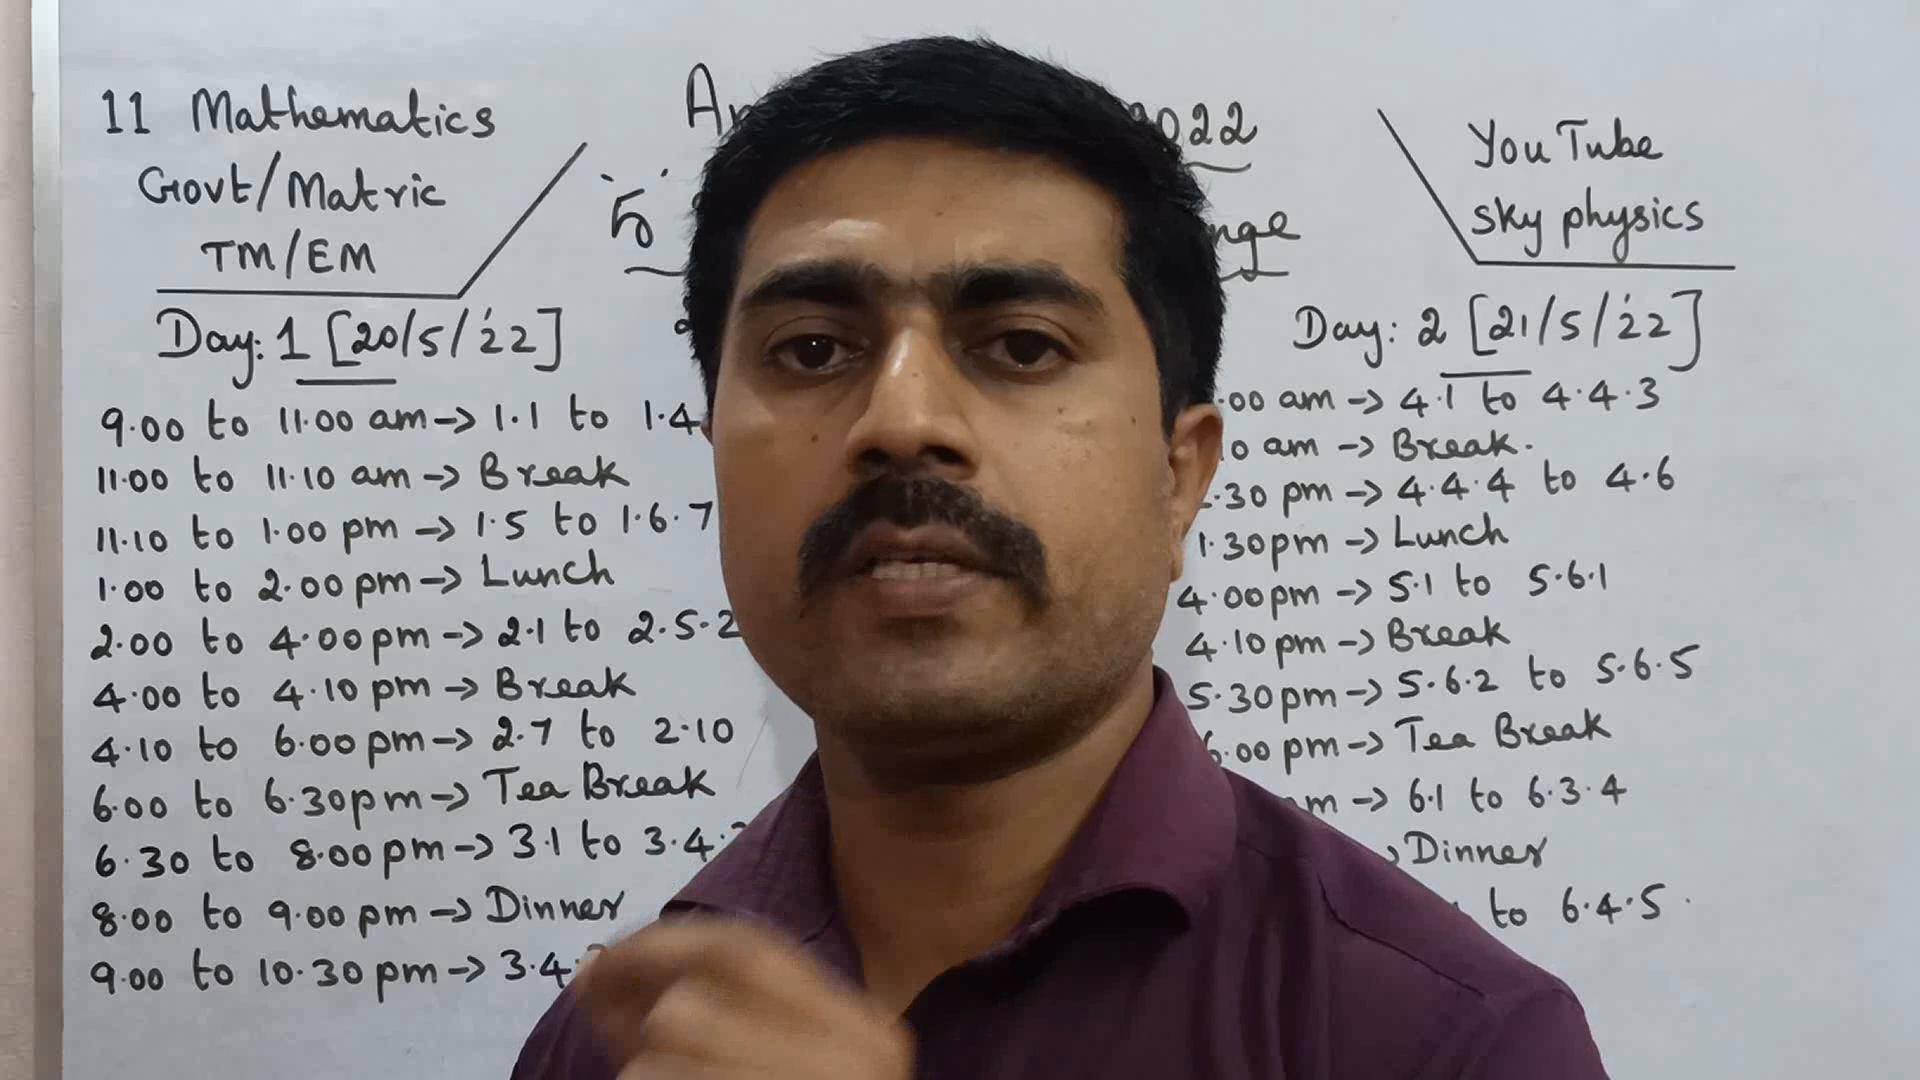 11 Mathematics
Govt/Matric
TM/EM
2022
YouTube
sky physics
Day: 1 [20/5/22]
9.00 to 11.00 am → 1.1 to 1.4
11.00 to 11.10 am → Break
11.10 to 1.00 pm → 1.5 to 1.6.7
1.00 to 2.00 pm → Lunch
2.00 to 4.00 pm → 2.1 to 2.5.2
4.00 to 4.10 pm → Break
4.10 to 6.00 pm → 2.7 to 2.10
6.00 to 6.30 pm → Tea Break
6.30 to 8.00 pm → 3.1 to 3.4.
8.00 to 9.00 pm → Dinner
9.00 to 10.30 pm → 3.4.
Day: 2 [21/5/22]
.00 am → 4.1 to 4.4.3
0 am → Break.
.30 pm → 4.4.4 to 4.6
1.30 pm → Lunch
4.00 pm → 5.1 to 5.6.1
4.10 pm → Break
5.30 pm → 5.6.2 to 5.6.5
6.00 pm → Tea Break
m → 6.1 to 6.3.4
Dinner
to 6.4.5